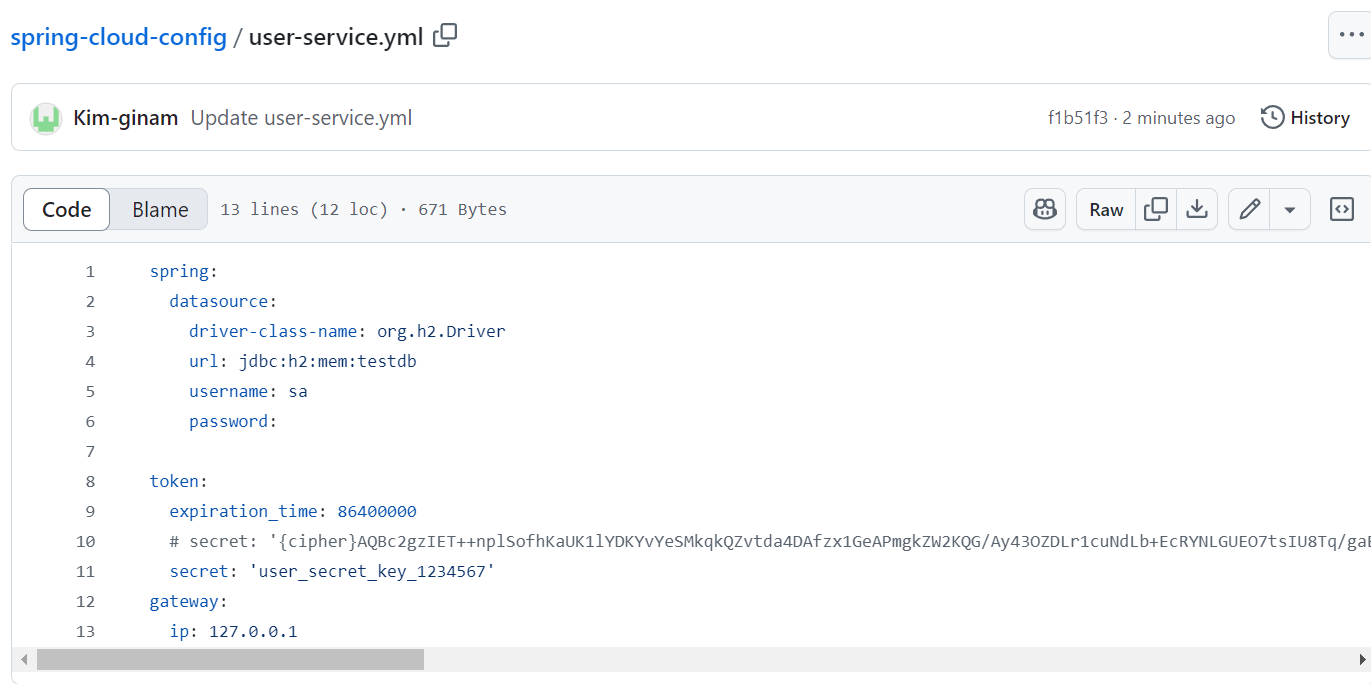 spring-cloud-config / user-service.yml
Kim-ginam Update user-service.yml f1b51f3 · 2 minutes ago History
Code Blame 13 lines (12 loc) · 671 Bytes Raw
1 spring:
2 datasource:
3 driver-class-name: org.h2.Driver
4 url: jdbc:h2:mem:testdb
5 username: sa
6 password:
7
8 token:
9 expiration_time: 86400000
10 # secret: '{cipher}AQBc2gzIET++nplSofhKaUK1lYDKYvYeSMkqkQZvtda4DAfzx1GeAPmgkZW2KQG/Ay43OZDLr1cuNdLb+EcRYNLGUEO7tsIU8Tq/gaE
11 secret: 'user_secret_key_1234567'
12 gateway:
13 ip: 127.0.0.1